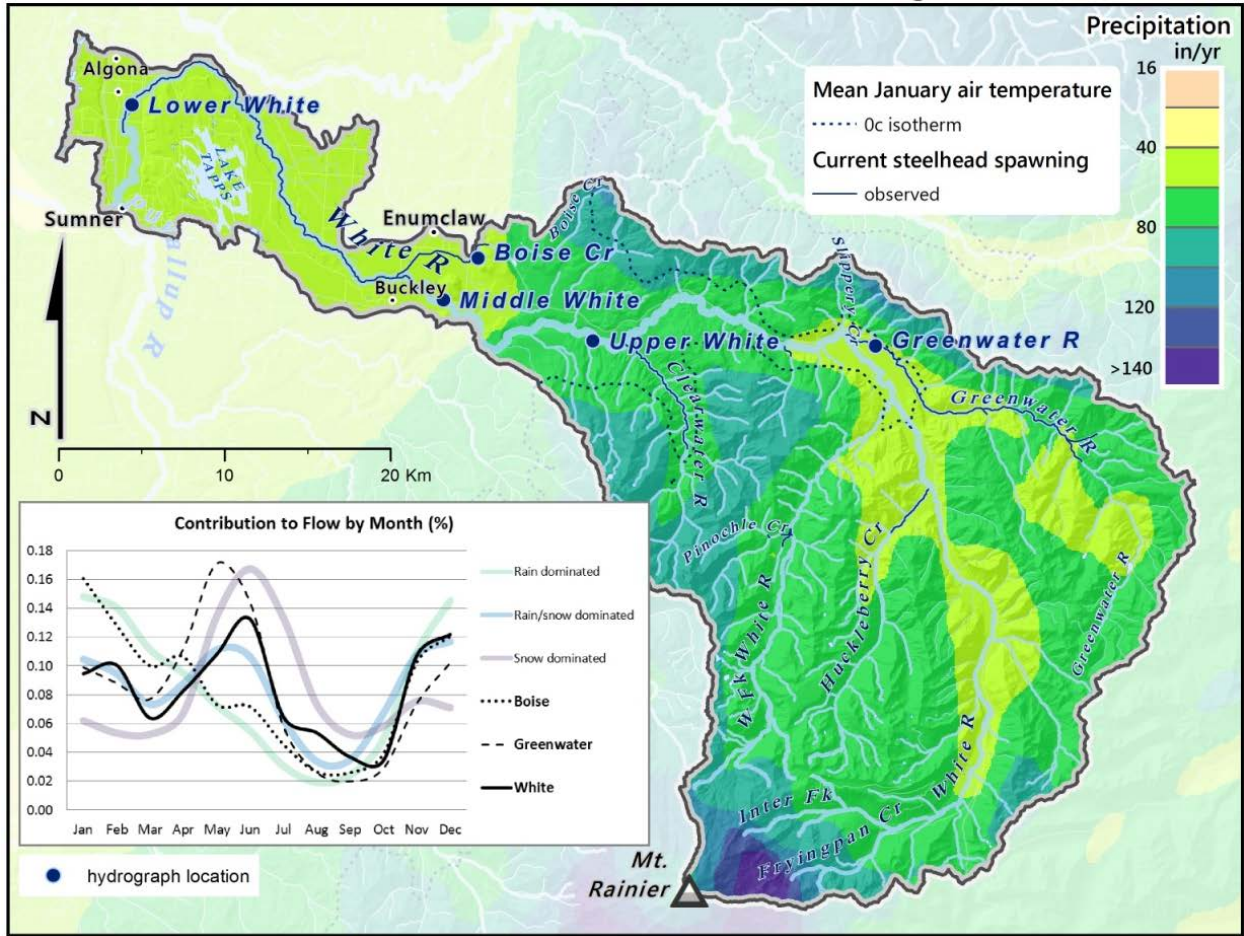 Precipitation
in/yr
16
40
80
120
>140
Mean January air temperature
0c isotherm
Current steelhead spawning
observed
Algona
Lower White
LAKE
TAPPS
Sumner
Puyallup R
White R
Enumclaw
Buckley
Boise Cr
Boise Cr
Middle White
Upper White
Slippery Cr
Greenwater R
Greenwater R
Greenwater R
Clearwater R
Pinochle Cr
W Fk White R
Huckleberry Cr
White R
Inter Fk
Fryingpan Cr
Mt.
Rainier
N
0 10 20 Km
Contribution to Flow by Month (%)
0.18
0.16
0.14
0.12
0.10
0.08
0.06
0.04
0.02
0.00
Jan Feb Mar Apr May Jun Jul Aug Sep Oct Nov Dec
Rain dominated
Rain/snow dominated
Snow dominated
Boise
Greenwater
White
hydrograph location